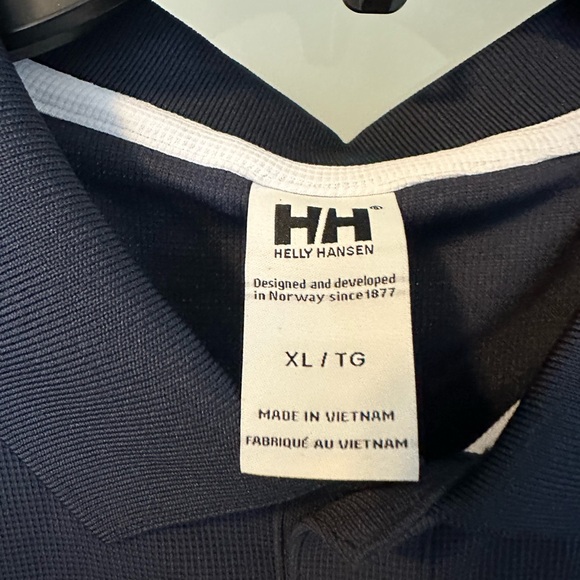 HH®
HELLY HANSEN
Designed and developed
in Norway since 1877
XL / TG
MADE IN VIETNAM
FABRIQUÉ AU VIETNAM